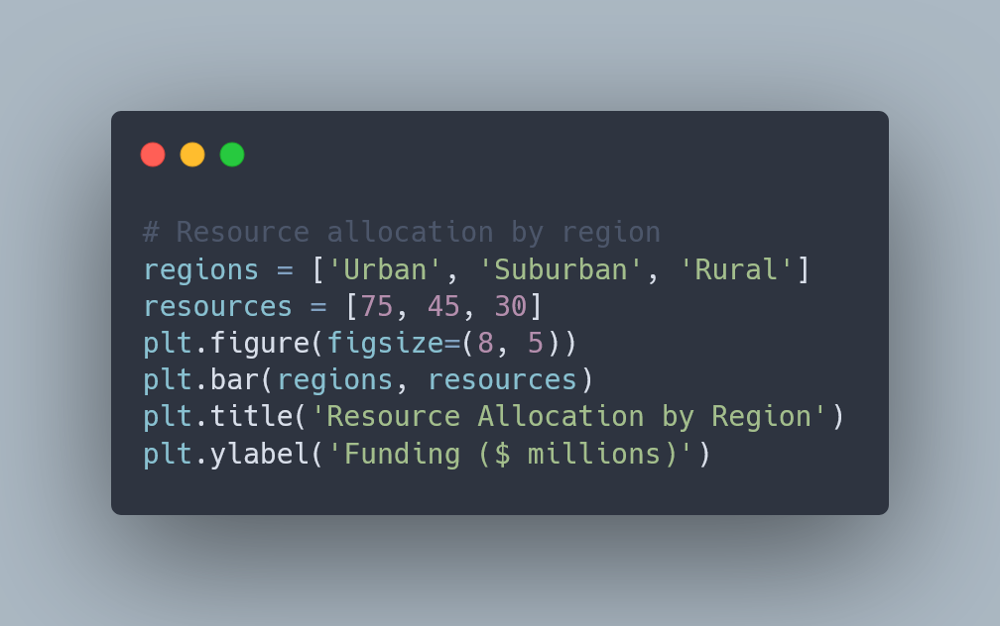 # Resource allocation by region
regions = ['Urban', 'Suburban', 'Rural']
resources = [75, 45, 30]
plt.figure(figsize=(8, 5))
plt.bar(regions, resources)
plt.title('Resource Allocation by Region')
plt.ylabel('Funding ($ millions)')